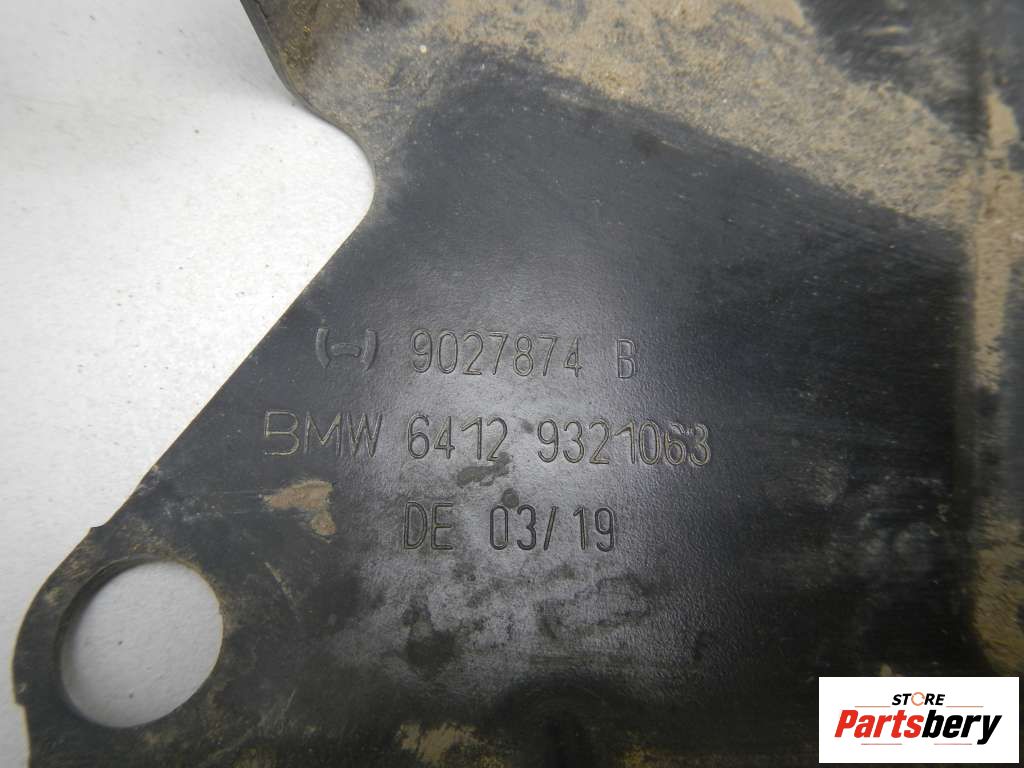 (-) 9027874 B
BMW 6412 9321063
DE 03/19
STORE
Partsbery